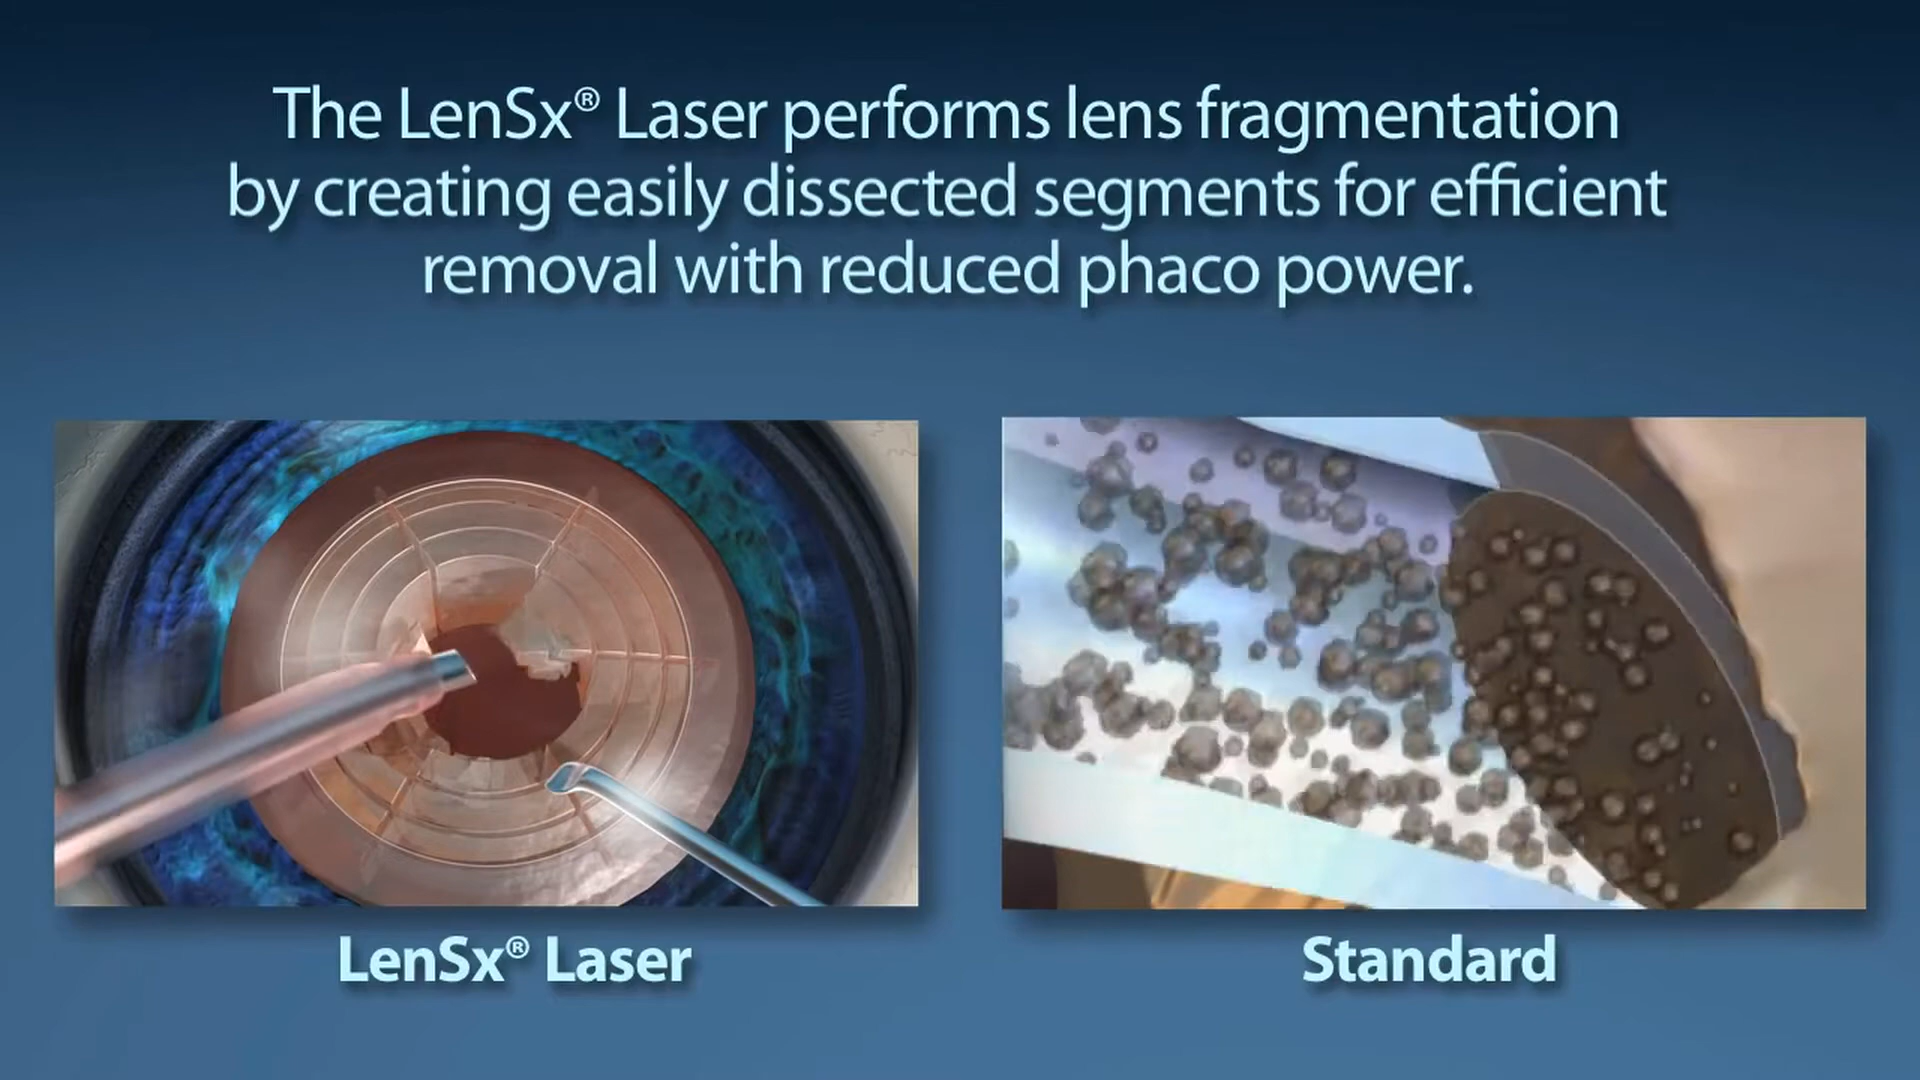 The LenSx® Laser performs lens fragmentation
by creating easily dissected segments for efficient
removal with reduced phaco power.
LenSx® Laser
Standard